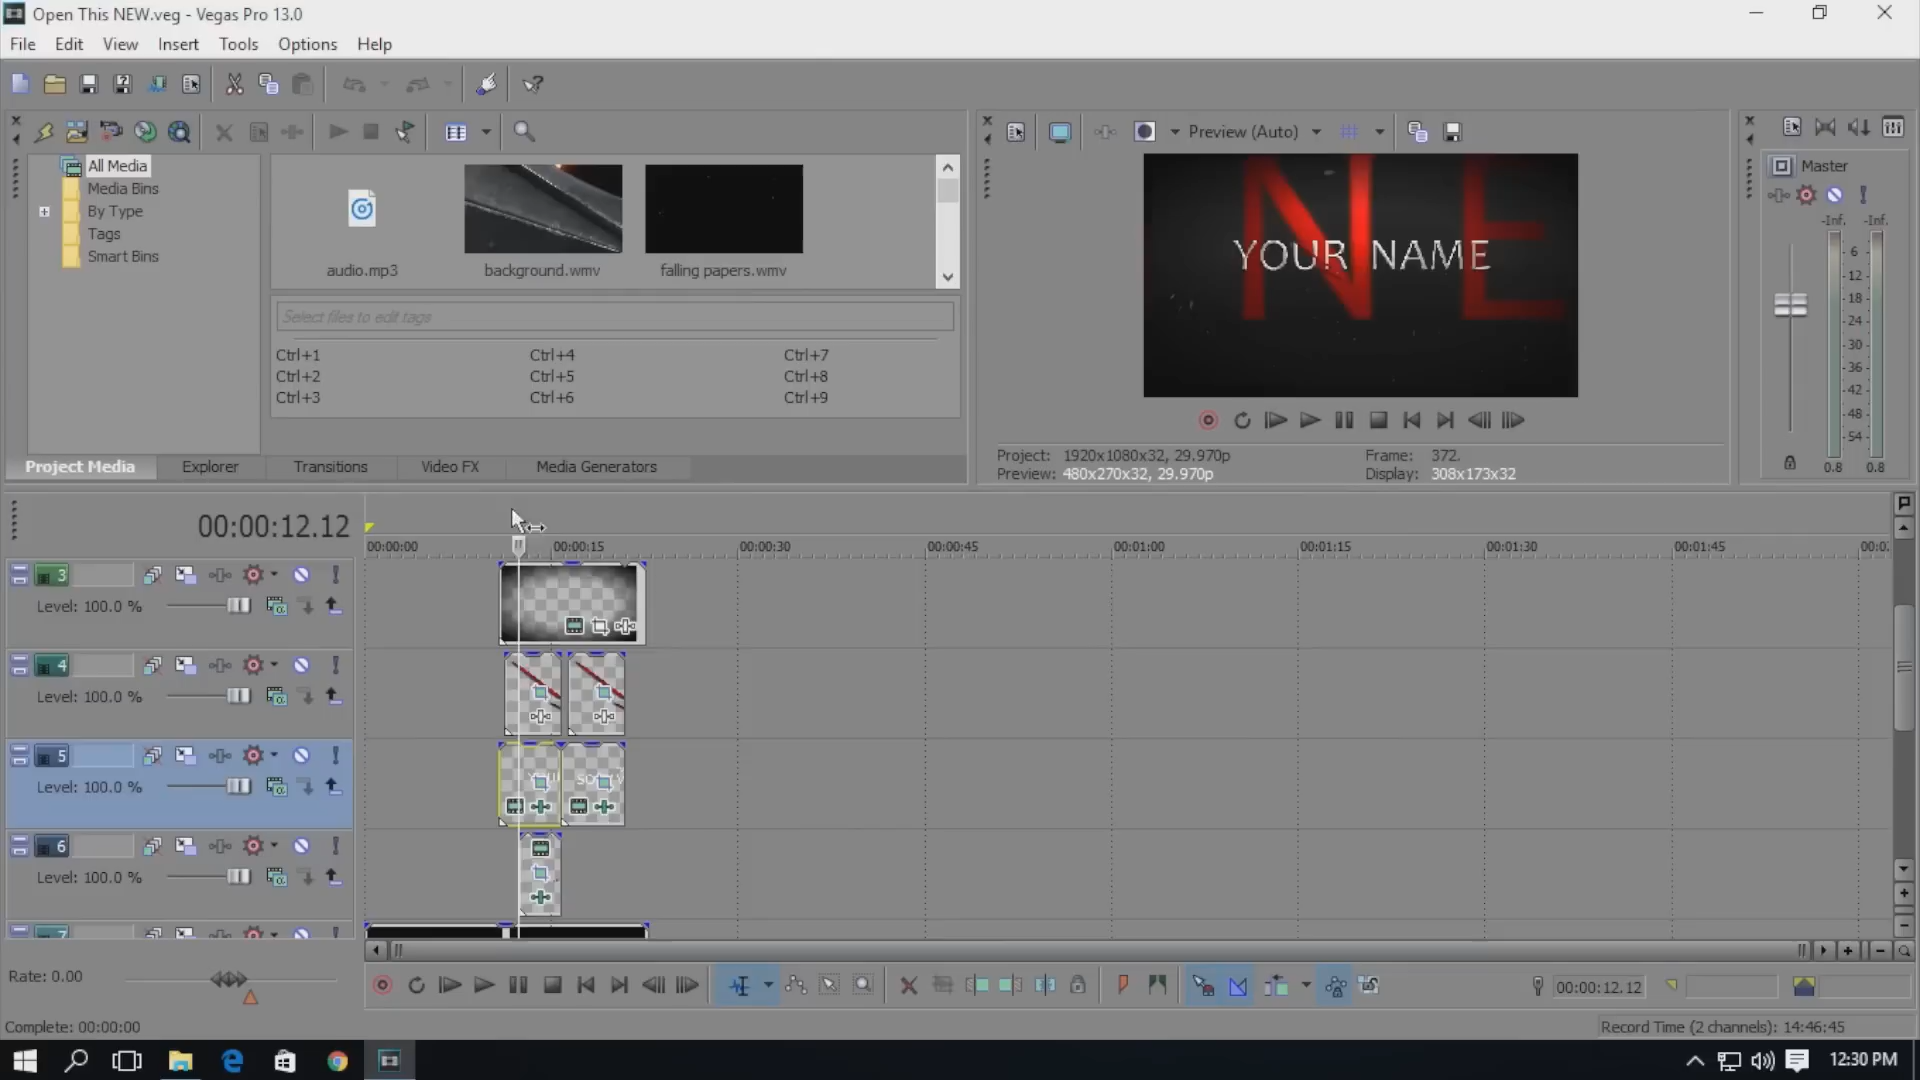 Open This NEW.veg - Vegas Pro 13.0
File Edit View Insert Tools Options Help
Preview (Auto)
Master
All Media
Media Bins
By Type
Tags
Smart Bins
audio.mp3 background.wmv falling papers.wmv
Select files to edit tags
Ctrl+1 Ctrl+4 Ctrl+7
Ctrl+2 Ctrl+5 Ctrl+8
Ctrl+3 Ctrl+6 Ctrl+9
Project Media Explorer Transitions Video FX Media Generators
N E
YOUR NAME
Project: 1920x1080x32, 29.970p Frame: 372.
Preview: 480x270x32, 29.970p Display: 308x173x32
-Inf. -Inf.
6
12
18
24
30
36
42
48
54
0.8 0.8
00:00:12.12
00:00:00 00:00:15 00:00:30 00:00:45 00:01:00 00:01:15 00:01:30 00:01:45
3
Level: 100.0 %
4
Level: 100.0 %
5
Level: 100.0 %
6
Level: 100.0 %
7
Rate: 0.00
00:00:12.12
Complete: 00:00:00
Record Time (2 channels): 14:46:45
12:30 PM